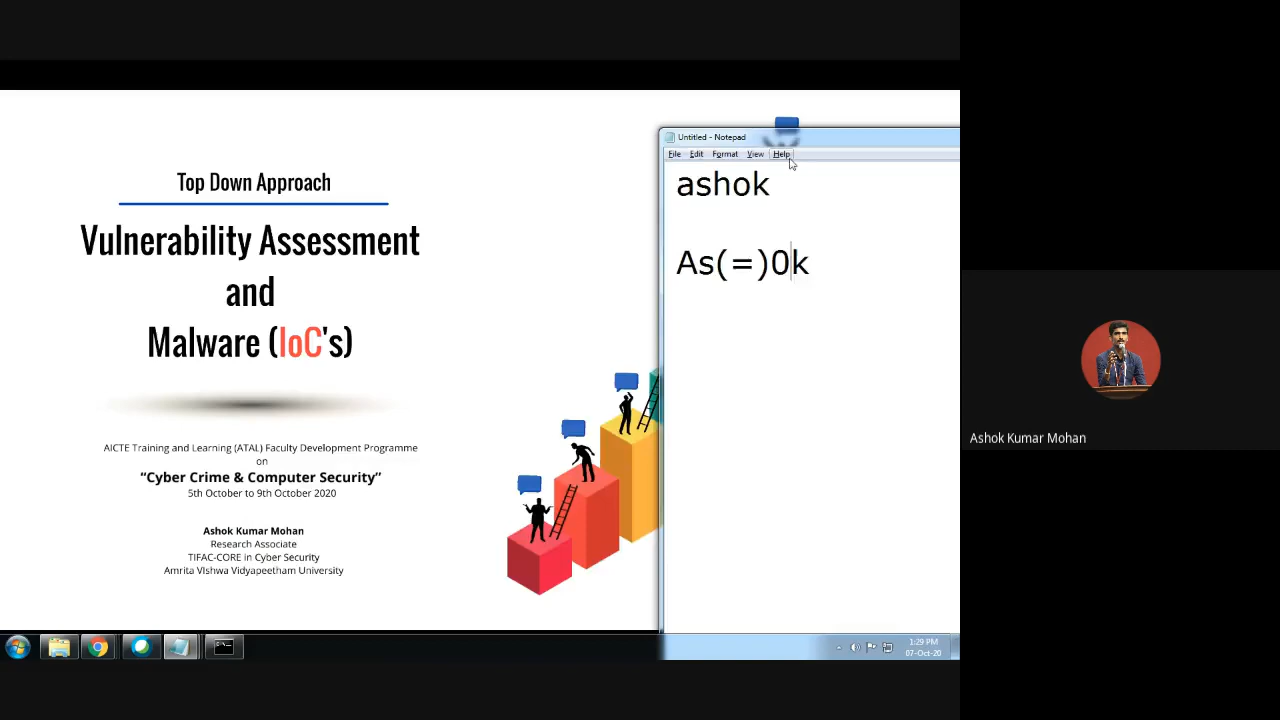 Top Down Approach
Vulnerability Assessment
and
Malware (IoC's)
AICTE Training and Learning (ATAL) Faculty Development Programme
on
“Cyber Crime & Computer Security”
5th October to 9th October 2020
Ashok Kumar Mohan
Research Associate
TIFAC-CORE in Cyber Security
Amrita VIshwa Vidyapeetham University
Untitled - Notepad
File Edit Format View Help
ashok
As(=)0k
Ashok Kumar Mohan
1:29 PM
07-Oct-20